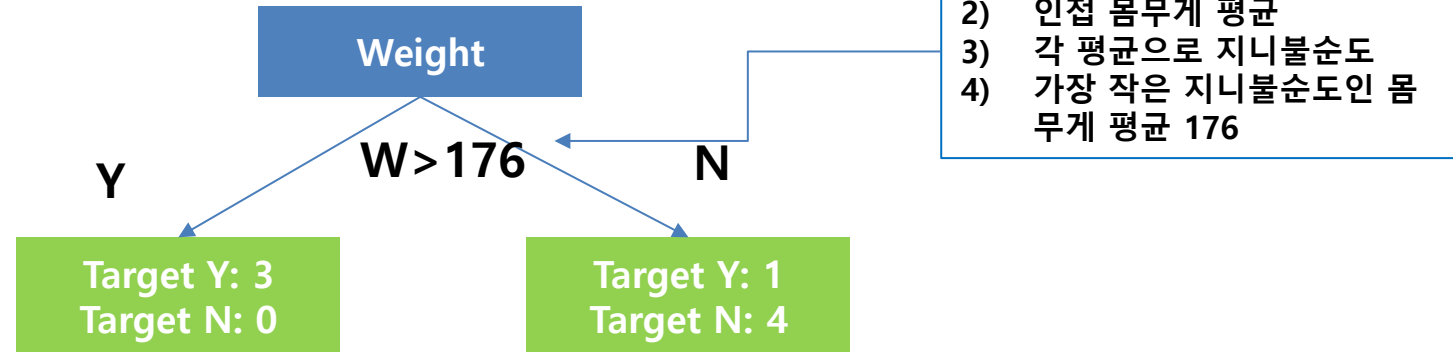 2) 인접 몸무게 평균
3) 각 평균으로 지니불순도
4) 가장 작은 지니불순도인 몸
무게 평균 176
Weight
W>176
Y
N
Target Y: 3
Target N: 0
Target Y: 1
Target N: 4